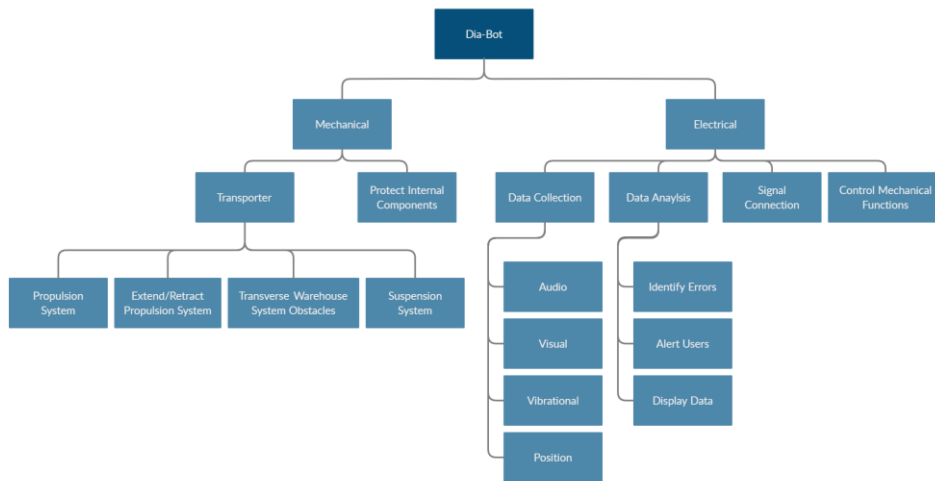 Dia-Bot
Mechanical
Electrical
Transporter
Protect Internal
Components
Data Collection
Data Anaylsis
Signal
Connection
Control Mechanical
Functions
Propulsion
System
Extend/Retract
Propulsion System
Transverse Warehouse
System Obstacles
Suspension
System
Audio
Visual
Vibrational
Position
Identify Errors
Alert Users
Display Data